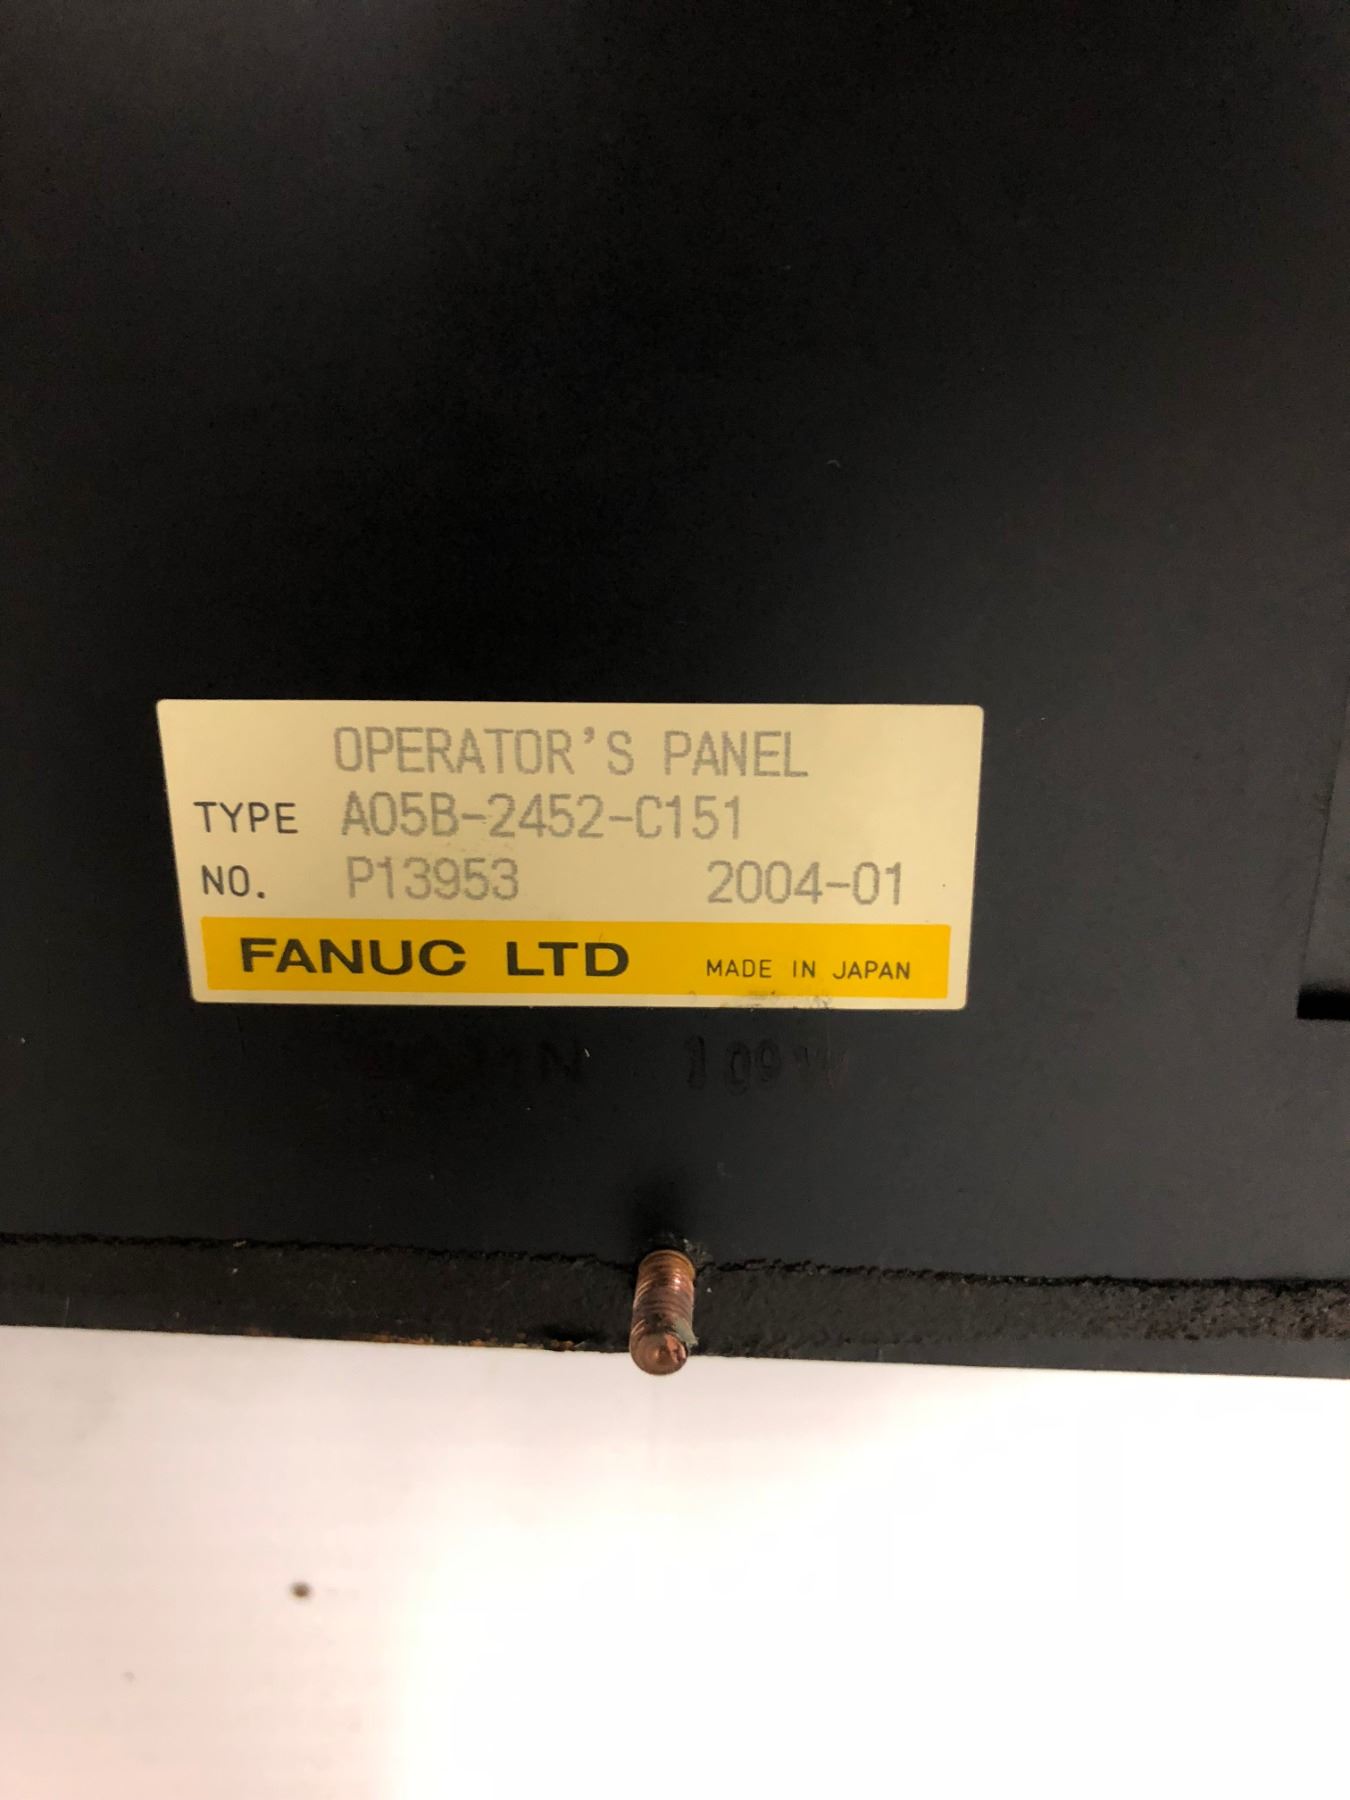 OPERATOR'S PANEL
TYPE A05B-2452-C151
NO. P13953 2004-01
FANUC LTD MADE IN JAPAN